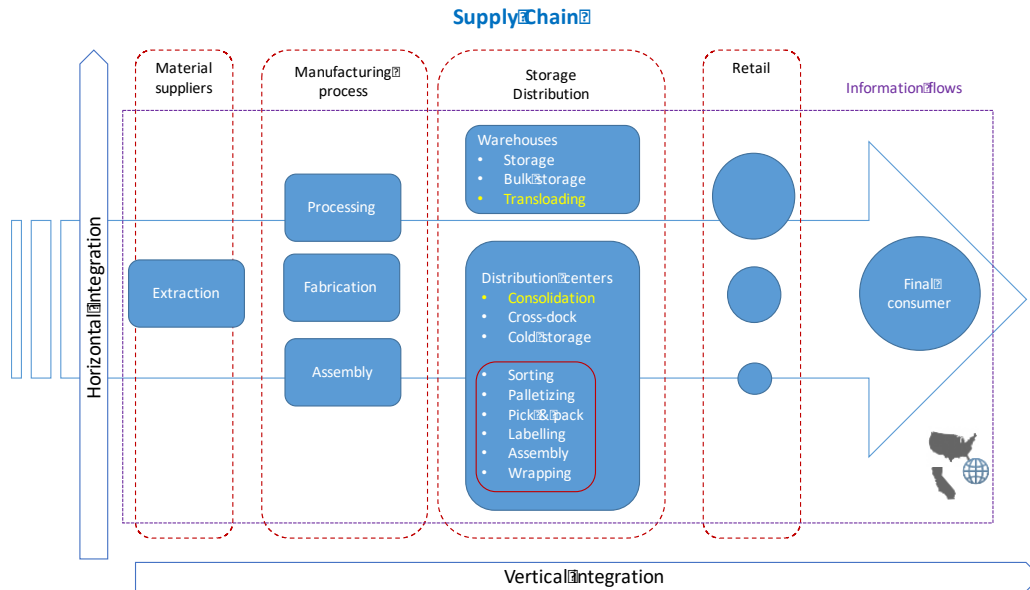 Supply Chain
Material
suppliers
Manufacturing
process
Storage
Distribution
Retail
Information flows
Warehouses
• Storage
• Bulk storage
• Transloading
Processing
Extraction
Fabrication
Assembly
Distribution centers
• Consolidation
• Cross-dock
• Cold storage
• Sorting
• Palletizing
• Pick & pack
• Labelling
• Assembly
• Wrapping
Final
consumer
Horizontal integration
Vertical integration